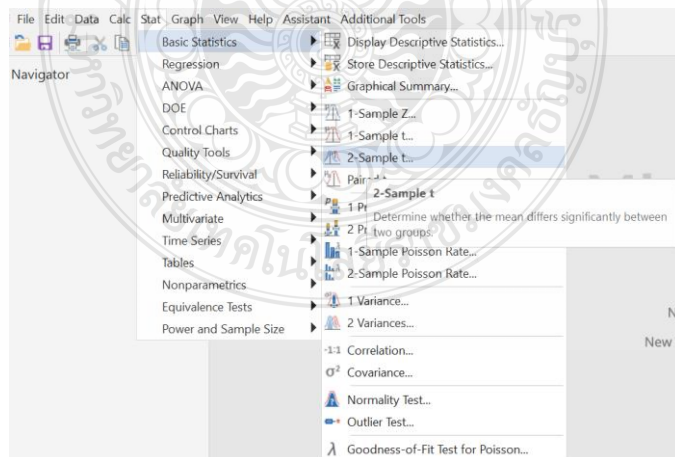 File Edit Data Calc Stat Graph View Help Assistant Additional Tools
Navigator
Basic Statistics
Regression
ANOVA
DOE
Control Charts
Quality Tools
Reliability/Survival
Predictive Analytics
Multivariate
Time Series
Tables
Nonparametrics
Equivalence Tests
Power and Sample Size
Display Descriptive Statistics...
Store Descriptive Statistics...
Graphical Summary...
1-Sample Z...
1-Sample t...
2-Sample t...
2-Sample t
Determine whether the mean differs significantly between
two groups.
1-Sample Poisson Rate...
2-Sample Poisson Rate...
1 Variance...
2 Variances...
-1:1 Correlation...
σ² Covariance...
Normality Test...
Outlier Test...
λ Goodness-of-Fit Test for Poisson...
New